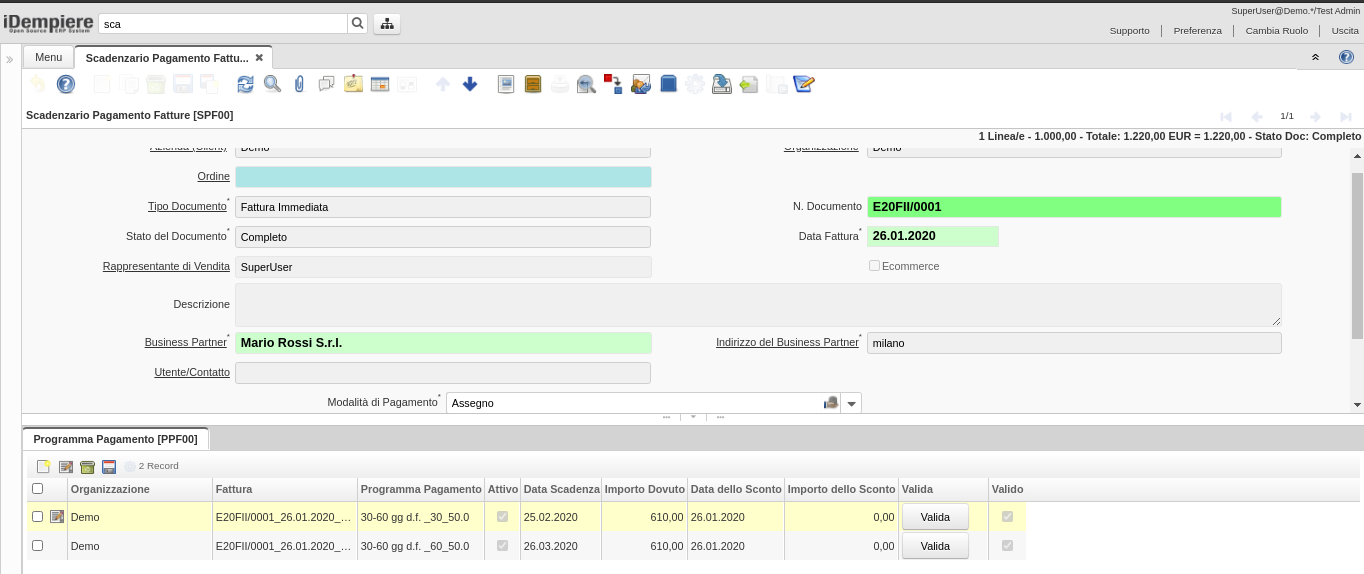 SuperUser@Demo.*/Test Admin
iDempiere
Open Source ERP System
sca
Supporto Preferenza Cambia Ruolo Uscita
Menu
Scadenzario Pagamento Fattu...
Scadenzario Pagamento Fatture [SPF00]
1/1
1 Linea/e - 1.000,00 - Totale: 1.220,00 EUR = 1.220,00 - Stato Doc: Completo
Azienda (Client) Demo Organizzazione Demo
Ordine
Tipo Documento* Fattura Immediata N. Documento E20FII/0001
Stato del Documento* Completo Data Fattura* 26.01.2020
Rappresentante di Vendita SuperUser Ecommerce
Descrizione
Business Partner* Mario Rossi S.r.l. Indirizzo del Business Partner* milano
Utente/Contatto
Modalità di Pagamento* Assegno
Programma Pagamento [PPF00]
2 Record
Organizzazione Fattura Programma Pagamento Attivo Data Scadenza Importo Dovuto Data dello Sconto Importo dello Sconto Valida Valido
Demo E20FII/0001_26.01.2020_... 30-60 gg d.f. _30_50.0 25.02.2020 610,00 26.01.2020 0,00 Valida
Demo E20FII/0001_26.01.2020_... 30-60 gg d.f. _60_50.0 26.03.2020 610,00 26.01.2020 0,00 Valida